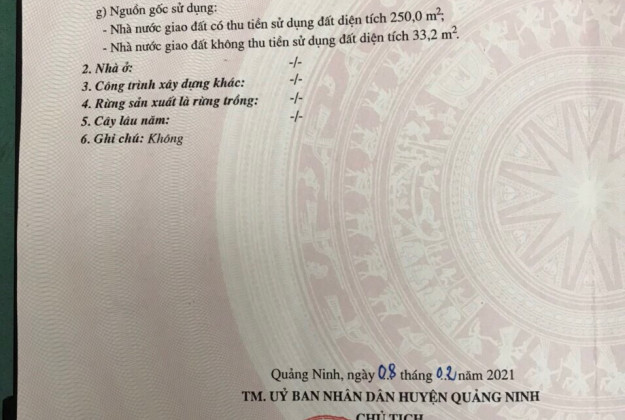 g) Nguồn gốc sử dụng:
- Nhà nước giao đất có thu tiền sử dụng đất diện tích 250,0 m²;
- Nhà nước giao đất không thu tiền sử dụng đất diện tích 33,2 m².
2. Nhà ở: -/-
3. Công trình xây dựng khác: -/-
4. Rừng sản xuất là rừng trồng: -/-
5. Cây lâu năm: -/-
6. Ghi chú: Không
Quảng Ninh, ngày 08 tháng 02 năm 2021
TM. UỶ BAN NHÂN DÂN HUYỆN QUẢNG NINH
CHỦ TỊCH